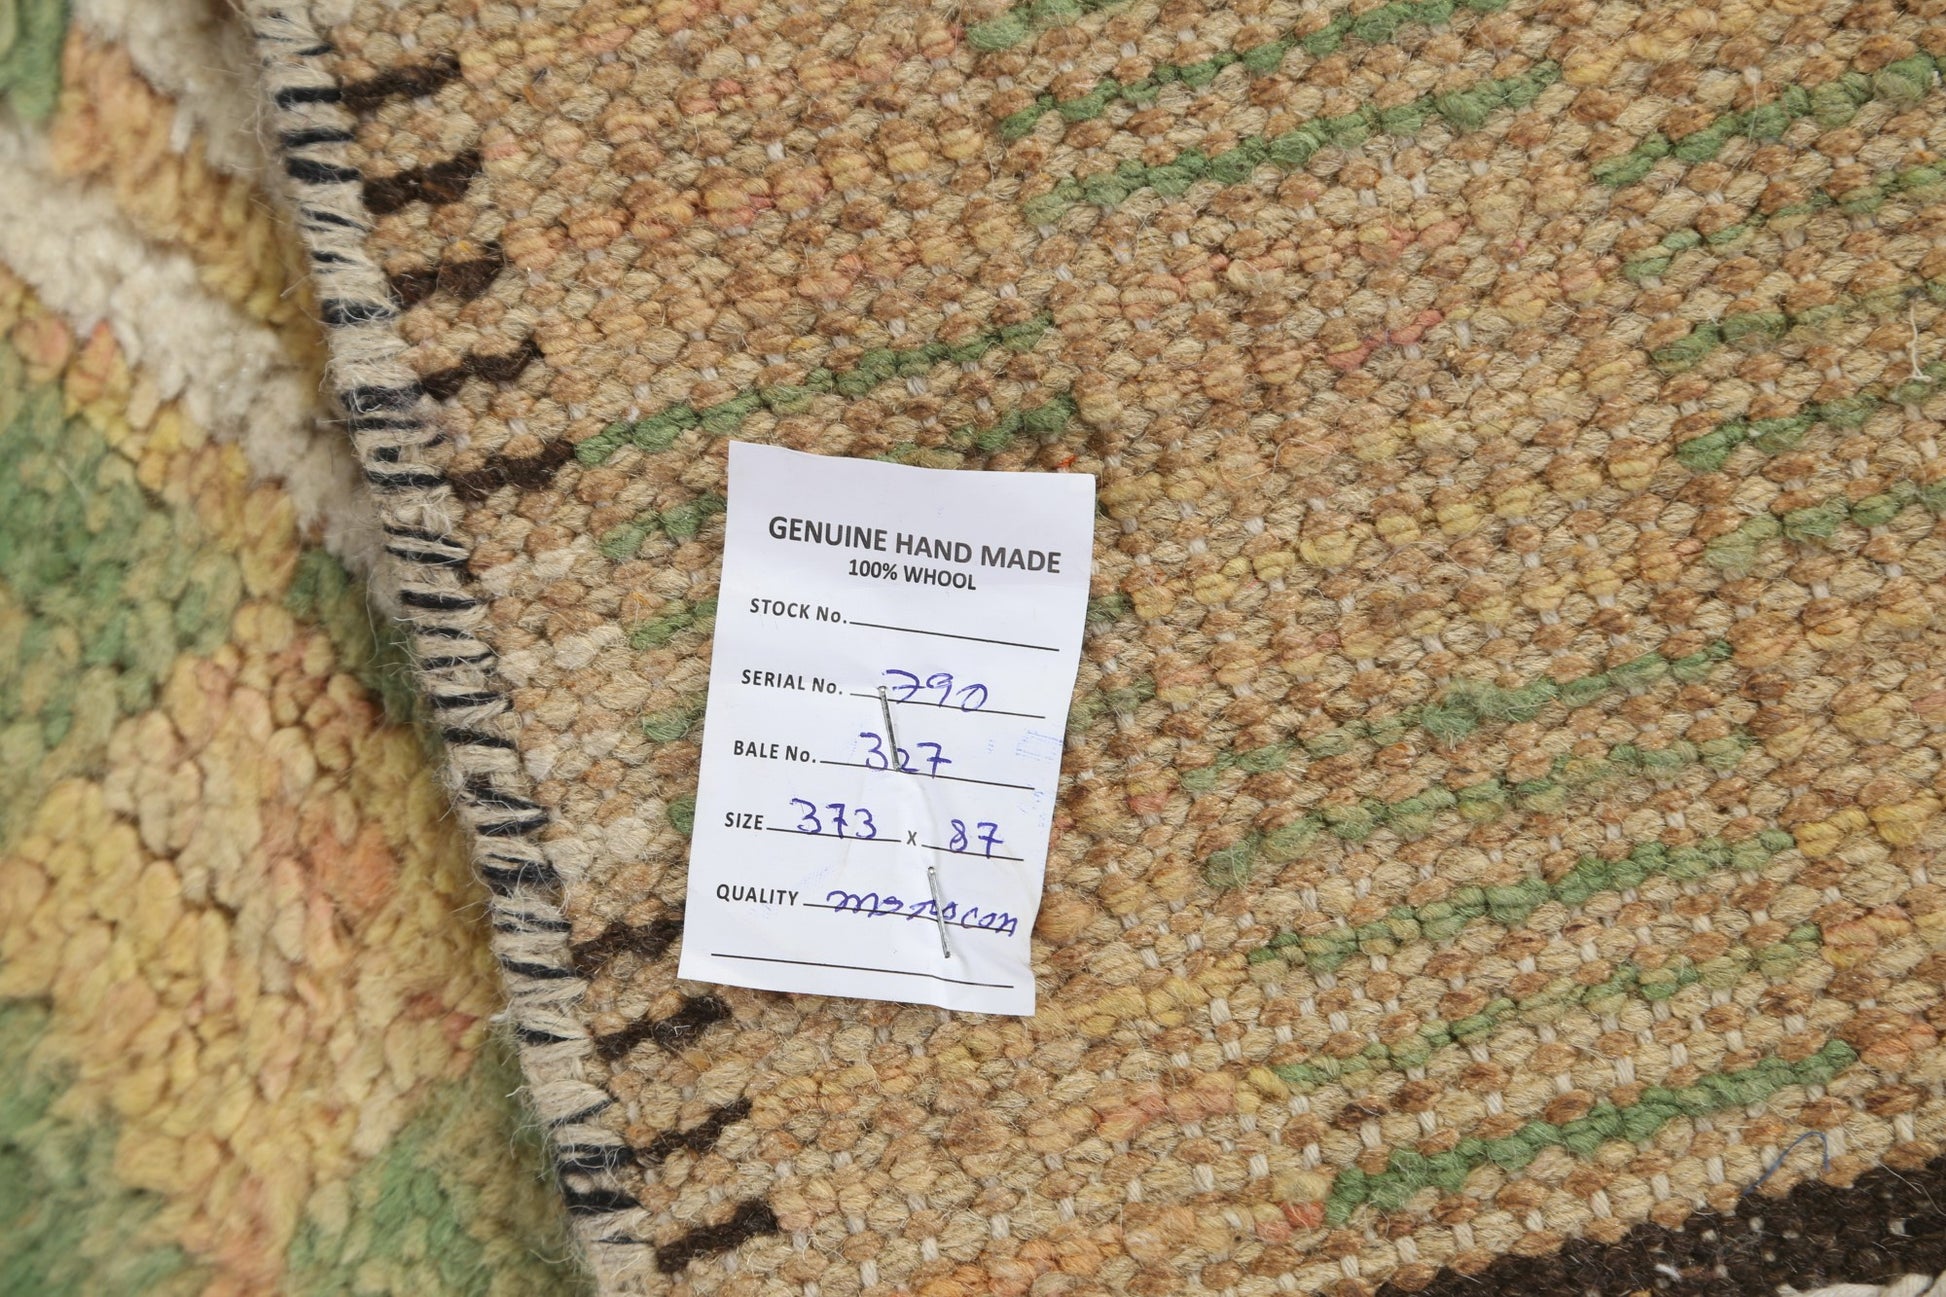 GENUINE HAND MADE
100% WHOOL
STOCK No.
SERIAL No. 790
BALE No. 327
SIZE 373 x 87
QUALITY